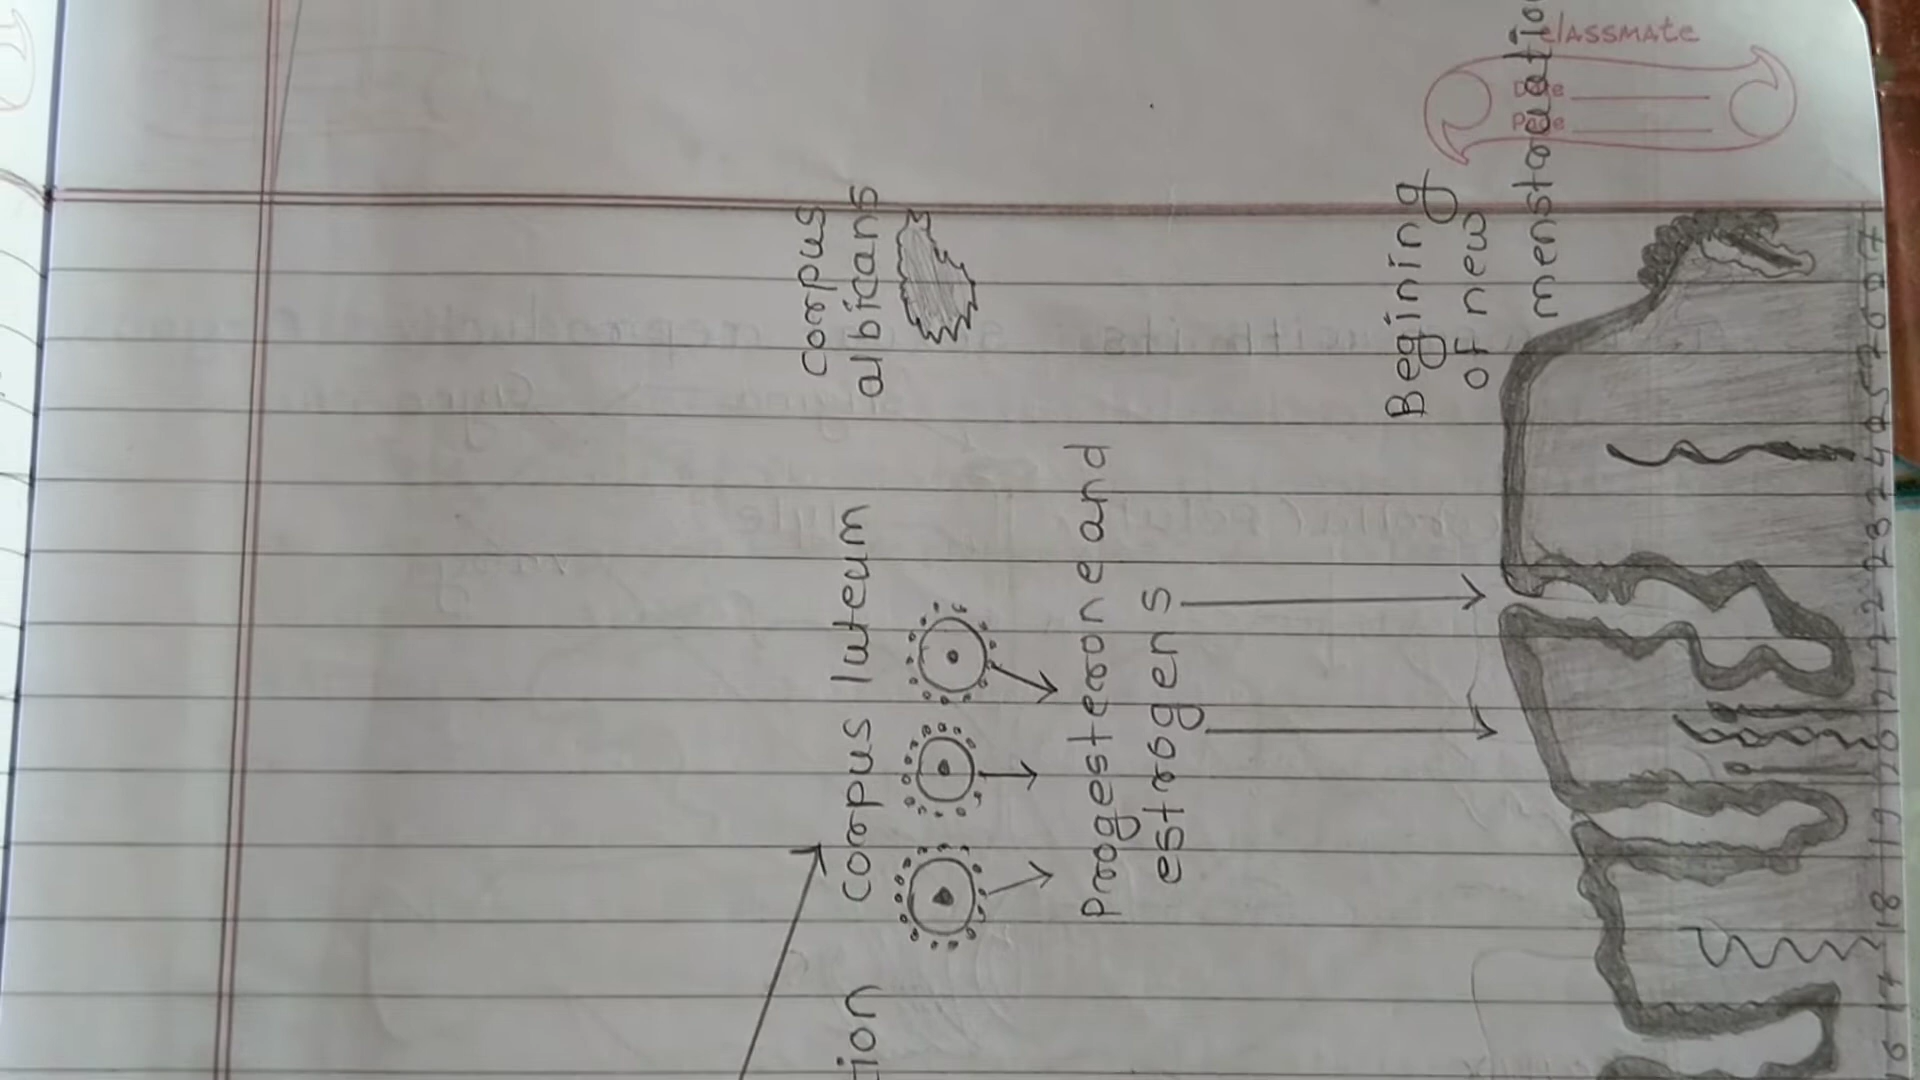 classmate
Date
Page
corpus
albicans
corpus luteum
tion
Progesterone and
estrogens
Begining
of new
menstruation
16 17 18 19 20 21 22 23 24 25 26 27